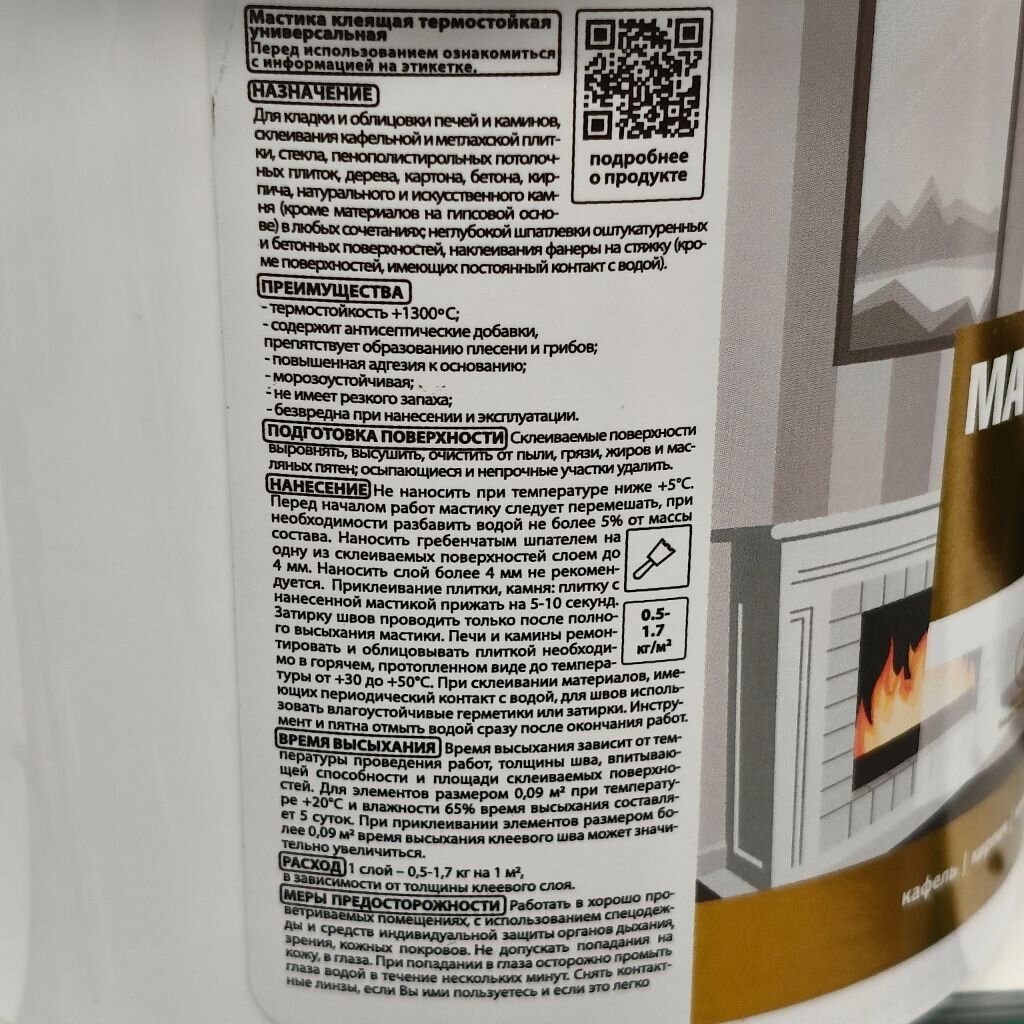 Мастика клеящая термостойкая
универсальная
Перед использованием ознакомиться
с информацией на этикетке.
подробнее
о продукте
НАЗНАЧЕНИЕ
Для кладки и облицовки печей и каминов,
склеивания кафельной и метлахской плит-
ки, стекла, пенополистирольных потолоч-
ных плиток, дерева, картона, бетона, кир-
пича, натурального и искусственного кам-
ня (кроме материалов на гипсовой осно-
ве) в любых сочетаниях; неглубокой шпатлевки оштукатуренных
и бетонных поверхностей, наклеивания фанеры на стяжку (кро-
ме поверхностей, имеющих постоянный контакт с водой).
ПРЕИМУЩЕСТВА
- термостойкость +1300°С;
- содержит антисептические добавки,
препятствует образованию плесени и грибов;
- повышенная адгезия к основанию;
- морозоустойчивая;
- не имеет резкого запаха;
- безвредна при нанесении и эксплуатации.
ПОДГОТОВКА ПОВЕРХНОСТИ Склеиваемые поверхности
выровнять, высушить, очистить от пыли, грязи, жиров и мас-
ляных пятен; осыпающиеся и непрочные участки удалить.
НАНЕСЕНИЕ Не наносить при температуре ниже +5°С.
Перед началом работ мастику следует перемешать, при
необходимости разбавить водой не более 5% от массы
состава. Наносить гребенчатым шпателем на
одну из склеиваемых поверхностей слоем до
4 мм. Наносить слой более 4 мм не рекомен-
дуется. Приклеивание плитки, камня: плитку с
нанесенной мастикой прижать на 5-10 секунд.
Затирку швов проводить только после полно-
го высыхания мастики. Печи и камины ремон-
тировать и облицовывать плиткой необходи-
мо в горячем, протопленном виде до темпера-
туры от +30 до +50°С. При склеивании материалов, име-
ющих периодический контакт с водой, для швов исполь-
зовать влагоустойчивые герметики или затирки. Инстру-
мент и пятна отмыть водой сразу после окончания работ.
0.5-
1.7
кг/м²
ВРЕМЯ ВЫСЫХАНИЯ Время высыхания зависит от тем-
пературы проведения работ, толщины шва, впитываю-
щей способности и площади склеиваемых поверхно-
стей. Для элементов размером 0,09 м² при температу-
ре +20°С и влажности 65% время высыхания составля-
ет 5 суток. При приклеивании элементов размером бо-
лее 0,09 м² время высыхания клеевого шва может значи-
тельно увеличиться.
РАСХОД 1 слой – 0,5-1,7 кг на 1 м²,
в зависимости от толщины клеевого слоя.
МЕРЫ ПРЕДОСТОРОЖНОСТИ Работать в хорошо про-
ветриваемых помещениях, с использованием спецодеж-
ды и средств индивидуальной защиты органов дыхания,
зрения, кожных покровов. Не допускать попадания на
кожу, в глаза. При попадании в глаза осторожно промыть
глаза водой в течение нескольких минут. Снять контакт-
ные линзы, если Вы ими пользуетесь и если это легко
МА
кафель |